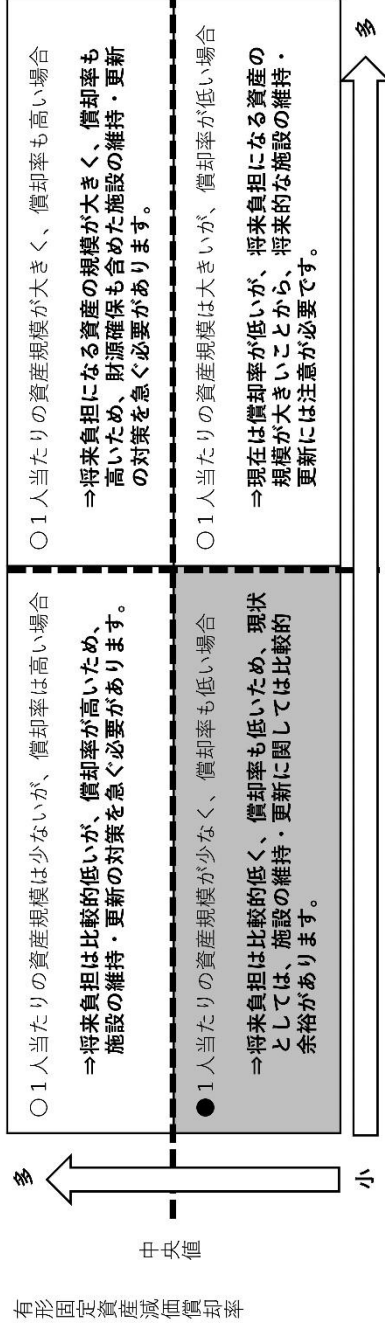 有形固定資産減価償却率
中央値
多
小
多
○1人当たりの資産規模は少ないが、償却率は高い場合
⇒将来負担は比較的低いが、償却率が高いため、
施設の維持・更新の対策を急ぐ必要があります。
○1人当たりの資産規模が大きく、償却率も高い場合
⇒将来負担になる資産の規模が大きく、償却率も
高いため、財源確保も含めた施設の維持・更新
の対策を急ぐ必要があります。
●1人当たりの資産規模が少なく、償却率も低い場合
⇒将来負担は比較的低く、償却率も低いため、現状
としては、施設の維持・更新に関しては比較的
余裕があります。
○1人当たりの資産規模は大きいが、償却率が低い場合
⇒現在は償却率が低いが、将来負担になる資産の
規模が大きいことから、将来的な施設の維持・
更新には注意が必要です。